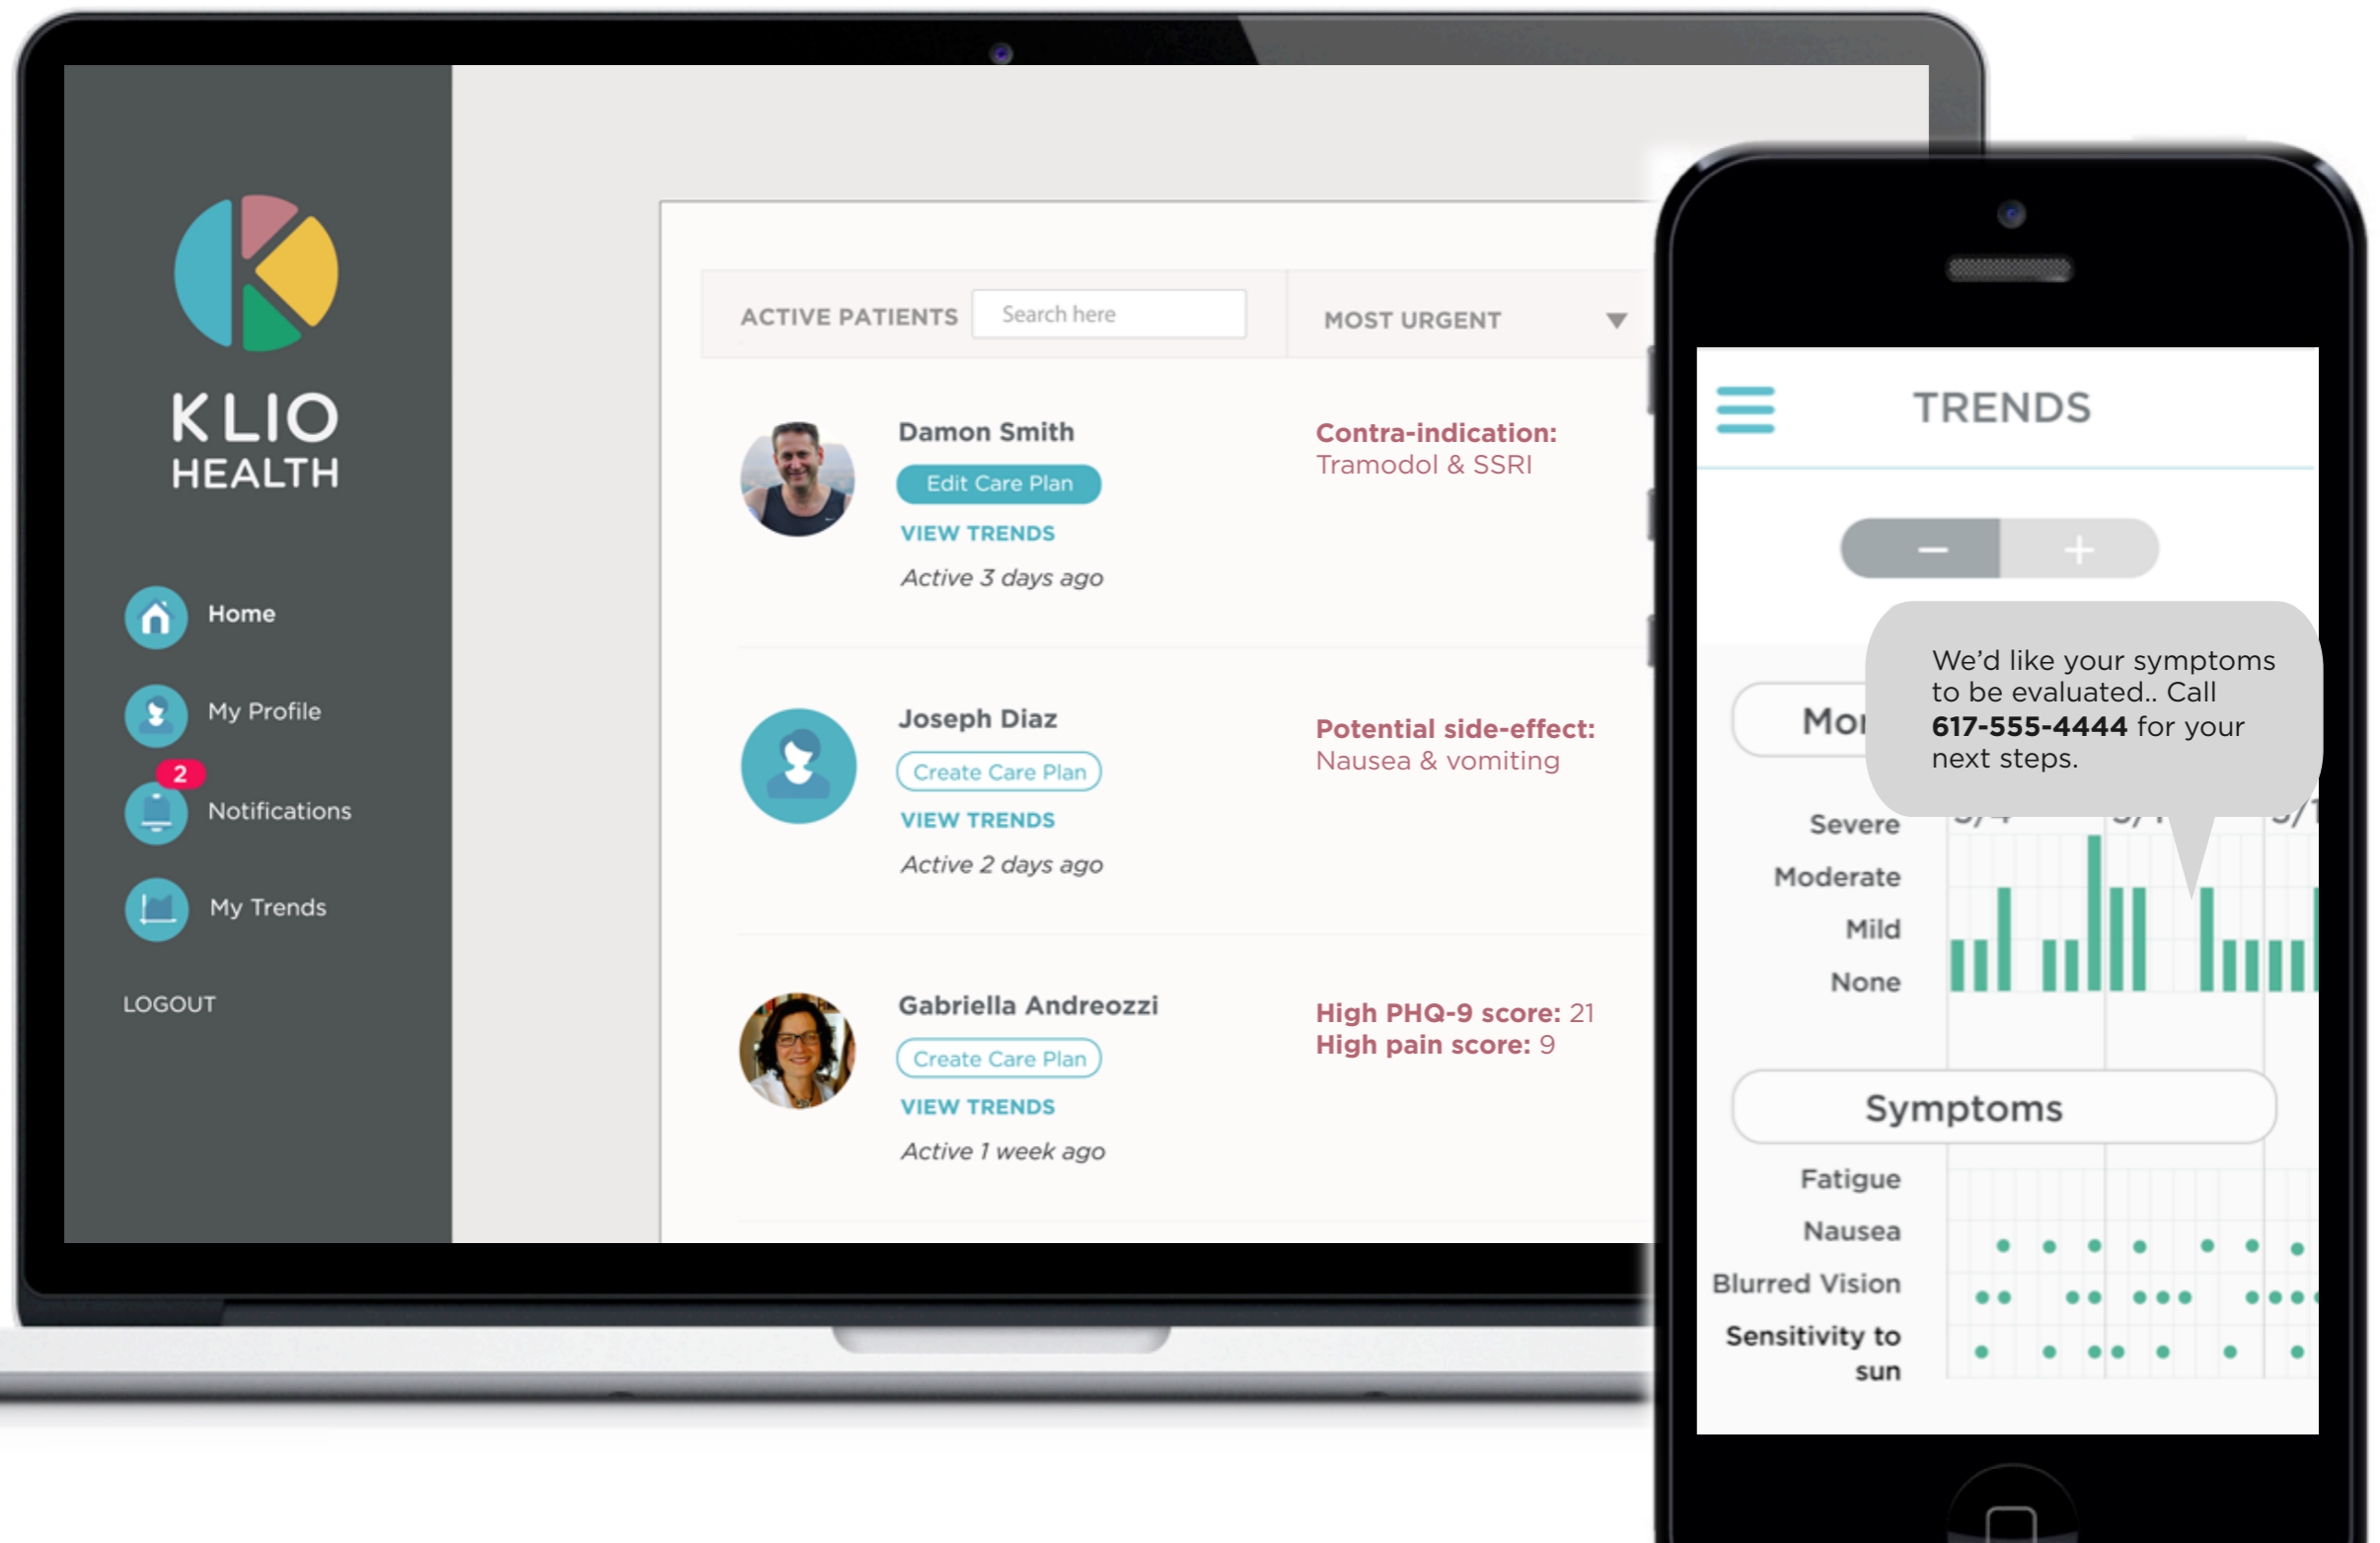 KLIO
HEALTH
Home
My Profile
2
Notifications
My Trends
LOGOUT
ACTIVE PATIENTS
Search here
MOST URGENT
Damon Smith
Edit Care Plan
VIEW TRENDS
Active 3 days ago
Contra-indication:
Tramodol & SSRI
Joseph Diaz
Create Care Plan
VIEW TRENDS
Active 2 days ago
Potential side-effect:
Nausea & vomiting
Gabriella Andreozzi
Create Care Plan
VIEW TRENDS
Active 1 week ago
High PHQ-9 score: 21
High pain score: 9
TRENDS
We'd like your symptoms
to be evaluated.. Call
617-555-4444 for your
next steps.
Severe
Moderate
Mild
None
Symptoms
Fatigue
Nausea
Blurred Vision
Sensitivity to
sun